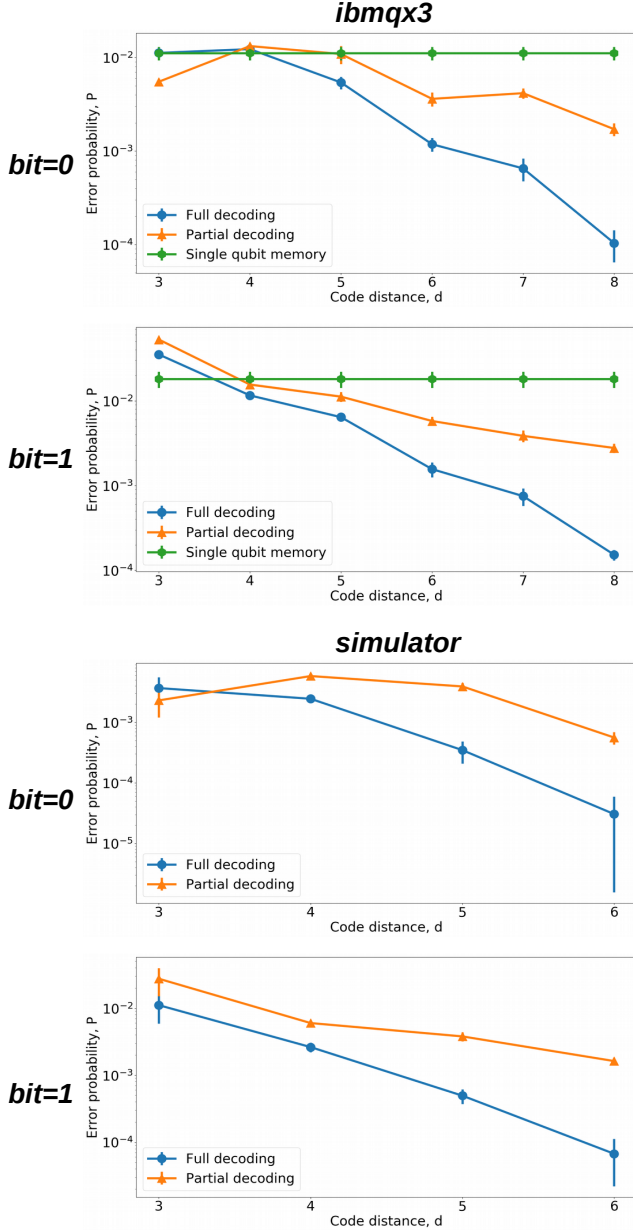 ibmqx3
bit=0
Error probability, P
10⁻²
10⁻³
10⁻⁴
Full decoding
Partial decoding
Single qubit memory
3 4 5 6 7 8
Code distance, d
bit=1
Error probability, P
10⁻²
10⁻³
10⁻⁴
Full decoding
Partial decoding
Single qubit memory
3 4 5 6 7 8
Code distance, d
simulator
bit=0
Error probability, P
10⁻³
10⁻⁴
10⁻⁵
Full decoding
Partial decoding
3 4 5 6
Code distance, d
bit=1
Error probability, P
10⁻²
10⁻³
10⁻⁴
Full decoding
Partial decoding
3 4 5 6
Code distance, d